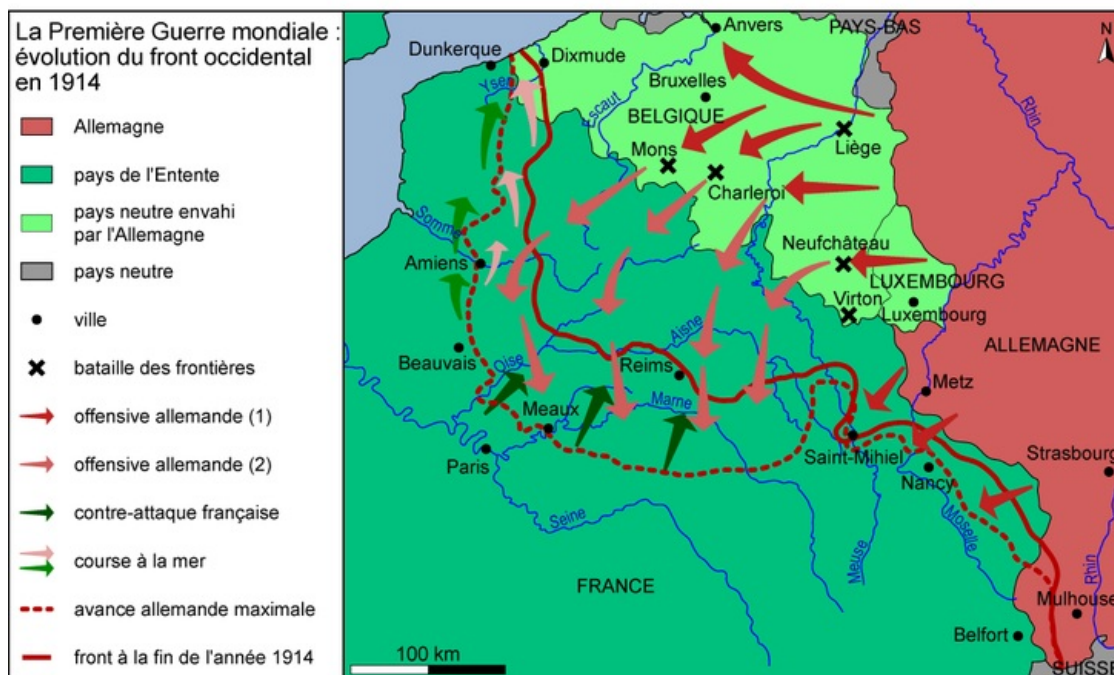 La Première Guerre mondiale :
évolution du front occidental
en 1914
Allemagne
pays de l'Entente
pays neutre envahi
par l'Allemagne
pays neutre
ville
bataille des frontières
offensive allemande (1)
offensive allemande (2)
contre-attaque française
course à la mer
avance allemande maximale
front à la fin de l'année 1914
Anvers
PAYS-BAS
N
Dunkerque
Dixmude
Yser
Escaut
Bruxelles
BELGIQUE
Rhin
Mons
Liège
Charleroi
Somme
Amiens
Neufchâteau
LUXEMBOURG
Virton
Luxembourg
Beauvais
Oise
Aisne
Reims
ALLEMAGNE
Metz
Meaux
Marne
Paris
Saint-Mihiel
Nancy
Strasbourg
Seine
Meuse
Moselle
FRANCE
Rhin
Mulhouse
Belfort
SUISSE
100 km